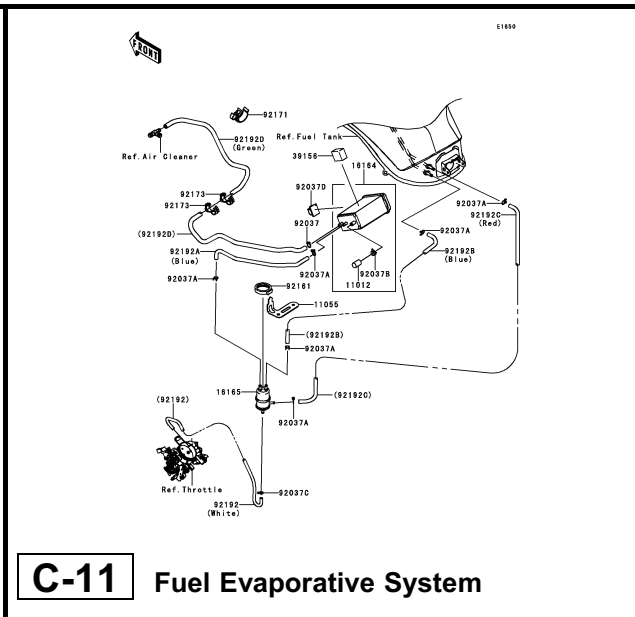 E1850
FRONT
92171
92192D
(Green)
Ref.Fuel Tank
Ref.Air Cleaner
39156
16164
92037D
92173
92173
92037A
92192C
(Red)
92037
(92192D)
92037A
92192A
(Blue)
92192B
(Blue)
92037A
92037A
92037B
92161
11012
11055
(92192B)
92037A
16165
(92192)
(92192C)
92037A
Ref.Throttle
92037C
92192
(White)
C-11 Fuel Evaporative System